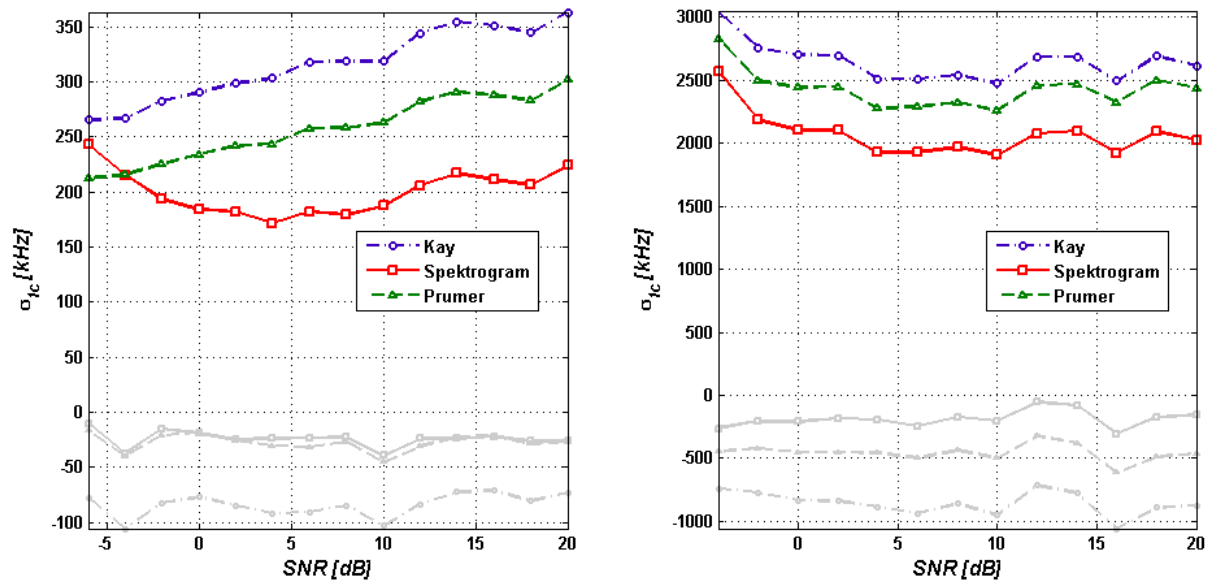 350
300
250
200
150
100
50
0
-50
-100
σfc [kHz]
-5 0 5 10 15 20
SNR [dB]
Kay
Spektrogram
Prumer
3000
2500
2000
1500
1000
500
0
-500
-1000
σfc [kHz]
0 5 10 15 20
SNR [dB]
Kay
Spektrogram
Prumer